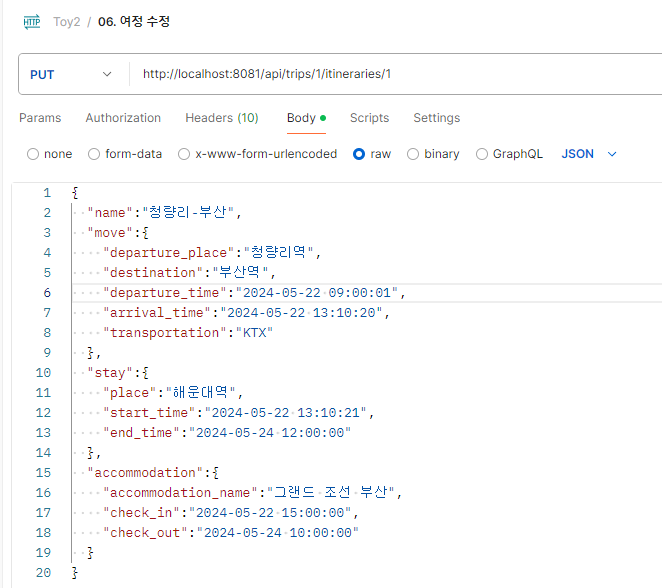 HTTP Toy2 / 06. 여정 수정
PUT http://localhost:8081/api/trips/1/itineraries/1
Params Authorization Headers (10) Body Scripts Settings
none form-data x-www-form-urlencoded raw binary GraphQL JSON
1 {
2 "name":"청량리-부산",
3 "move":{
4 "departure_place":"청량리역",
5 "destination":"부산역",
6 "departure_time":"2024-05-22 09:00:01",
7 "arrival_time":"2024-05-22 13:10:20",
8 "transportation":"KTX"
9 },
10 "stay":{
11 "place":"해운대역",
12 "start_time":"2024-05-22 13:10:21",
13 "end_time":"2024-05-24 12:00:00"
14 },
15 "accommodation":{
16 "accommodation_name":"그랜드 조선 부산",
17 "check_in":"2024-05-22 15:00:00",
18 "check_out":"2024-05-24 10:00:00"
19 }
20 }